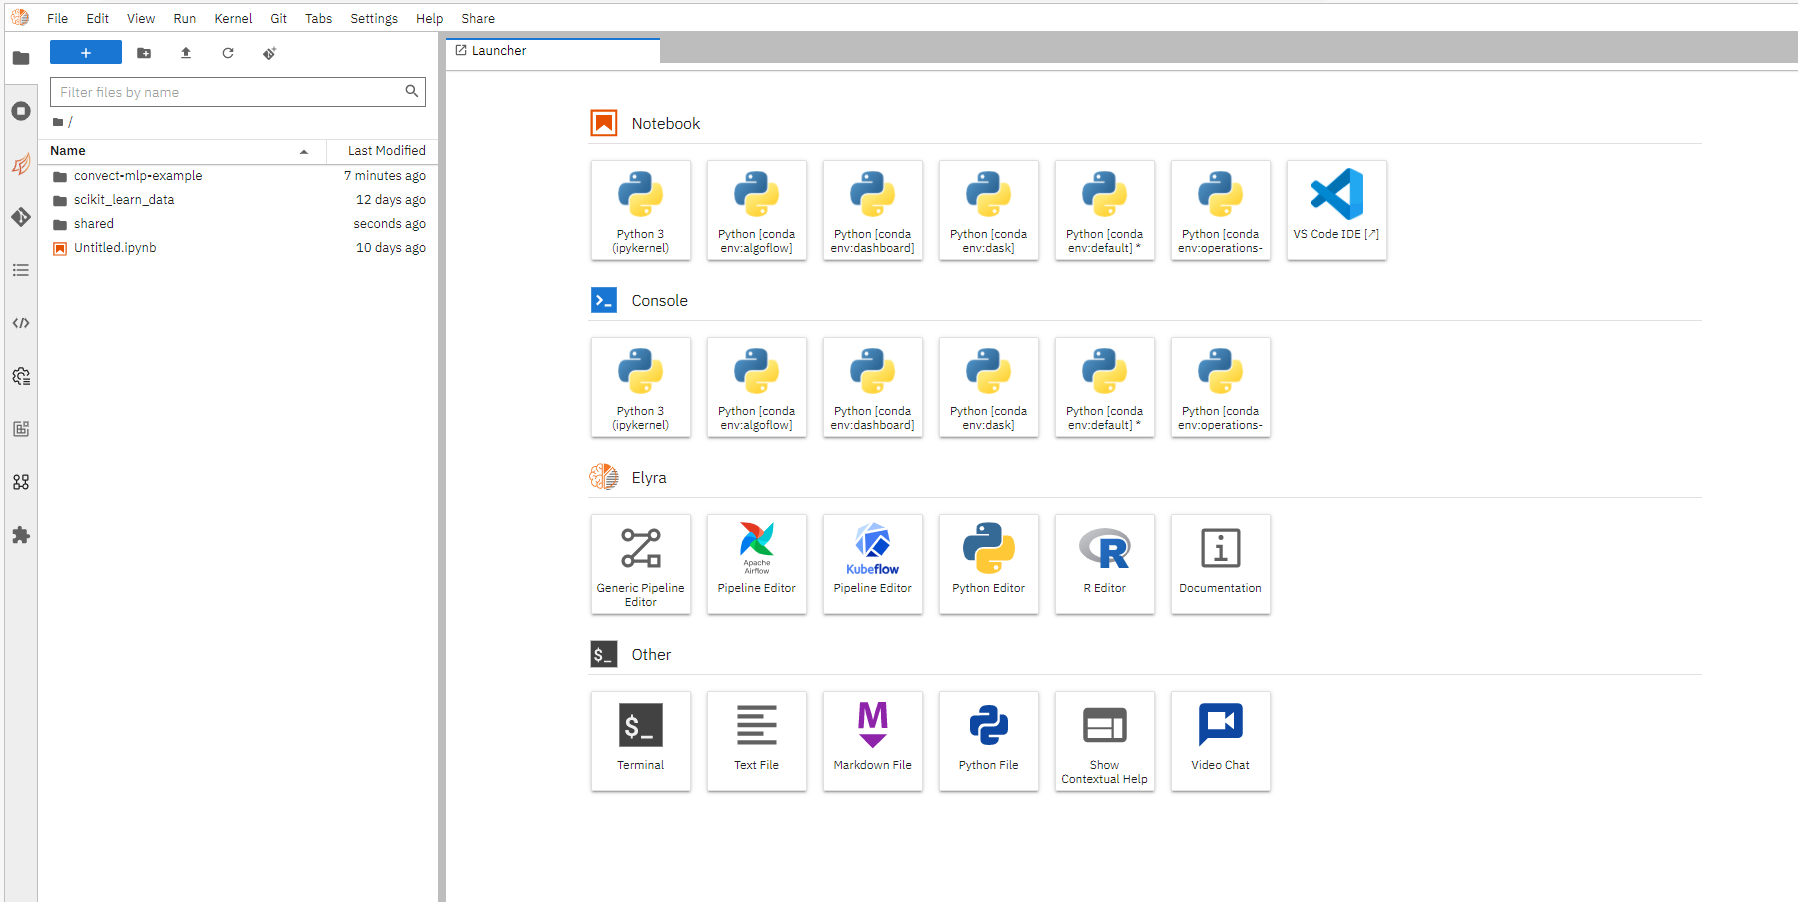 File Edit View Run Kernel Git Tabs Settings Help Share
+
Launcher
Filter files by name
/
Name Last Modified
convect-mlp-example 7 minutes ago
scikit_learn_data 12 days ago
shared seconds ago
Untitled.ipynb 10 days ago
Notebook
Python 3
(ipykernel)
Python [conda
env:algoflow]
Python [conda
env:dashboard]
Python [conda
env:dask]
Python [conda
env:default] *
Python [conda
env:operations-
VS Code IDE [↗]
Console
Python 3
(ipykernel)
Python [conda
env:algoflow]
Python [conda
env:dashboard]
Python [conda
env:dask]
Python [conda
env:default] *
Python [conda
env:operations-
Elyra
Generic Pipeline
Editor
Apache
Airflow
Pipeline Editor
Kubeflow
Pipeline Editor
Python Editor
R
R Editor
i
Documentation
$_
Other
$_
Terminal
Text File
M
Markdown File
Python File
Show
Contextual Help
Video Chat